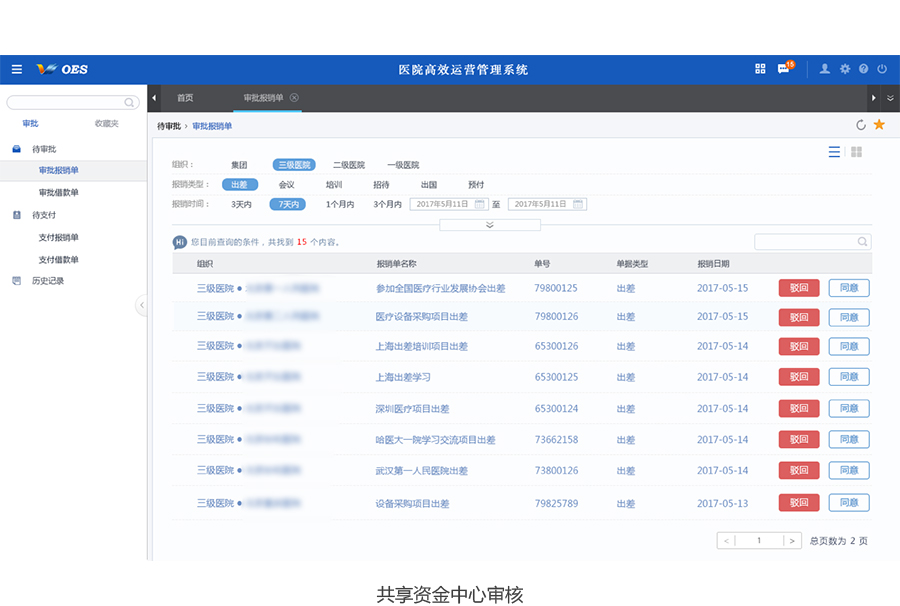 OES 医院高效运营管理系统 15
首页 审批报销单
审批 收藏夹
待审批 › 审批报销单
待审批
审批报销单
审批借款单
待支付
支付报销单
支付借款单
历史记录
组织： 集团 三级医院 二级医院 一级医院
报销类型： 出差 会议 培训 招待 出国 预付
报销时间： 3天内 7天内 1个月内 3个月内 2017年5月11日 至 2017年5月11日
Hi 您目前查询的条件，共找到 15 个内容。
组织 报销单名称 单号 单据类型 报销日期
三级医院 参加全国医疗行业发展协会出差 79800125 出差 2017-05-15 驳回 同意
三级医院 医疗设备采购项目出差 79800126 出差 2017-05-15 驳回 同意
三级医院 上海出差培训项目出差 65300126 出差 2017-05-14 驳回 同意
三级医院 上海出差学习 65300125 出差 2017-05-14 驳回 同意
三级医院 深圳医疗项目出差 65300124 出差 2017-05-14 驳回 同意
三级医院 哈医大一院学习交流项目出差 73662158 出差 2017-05-14 驳回 同意
三级医院 武汉第一人民医院出差 73800126 出差 2017-05-14 驳回 同意
三级医院 设备采购项目出差 79825789 出差 2017-05-13 驳回 同意
< 1 > 总页数为 2 页
共享资金中心审核